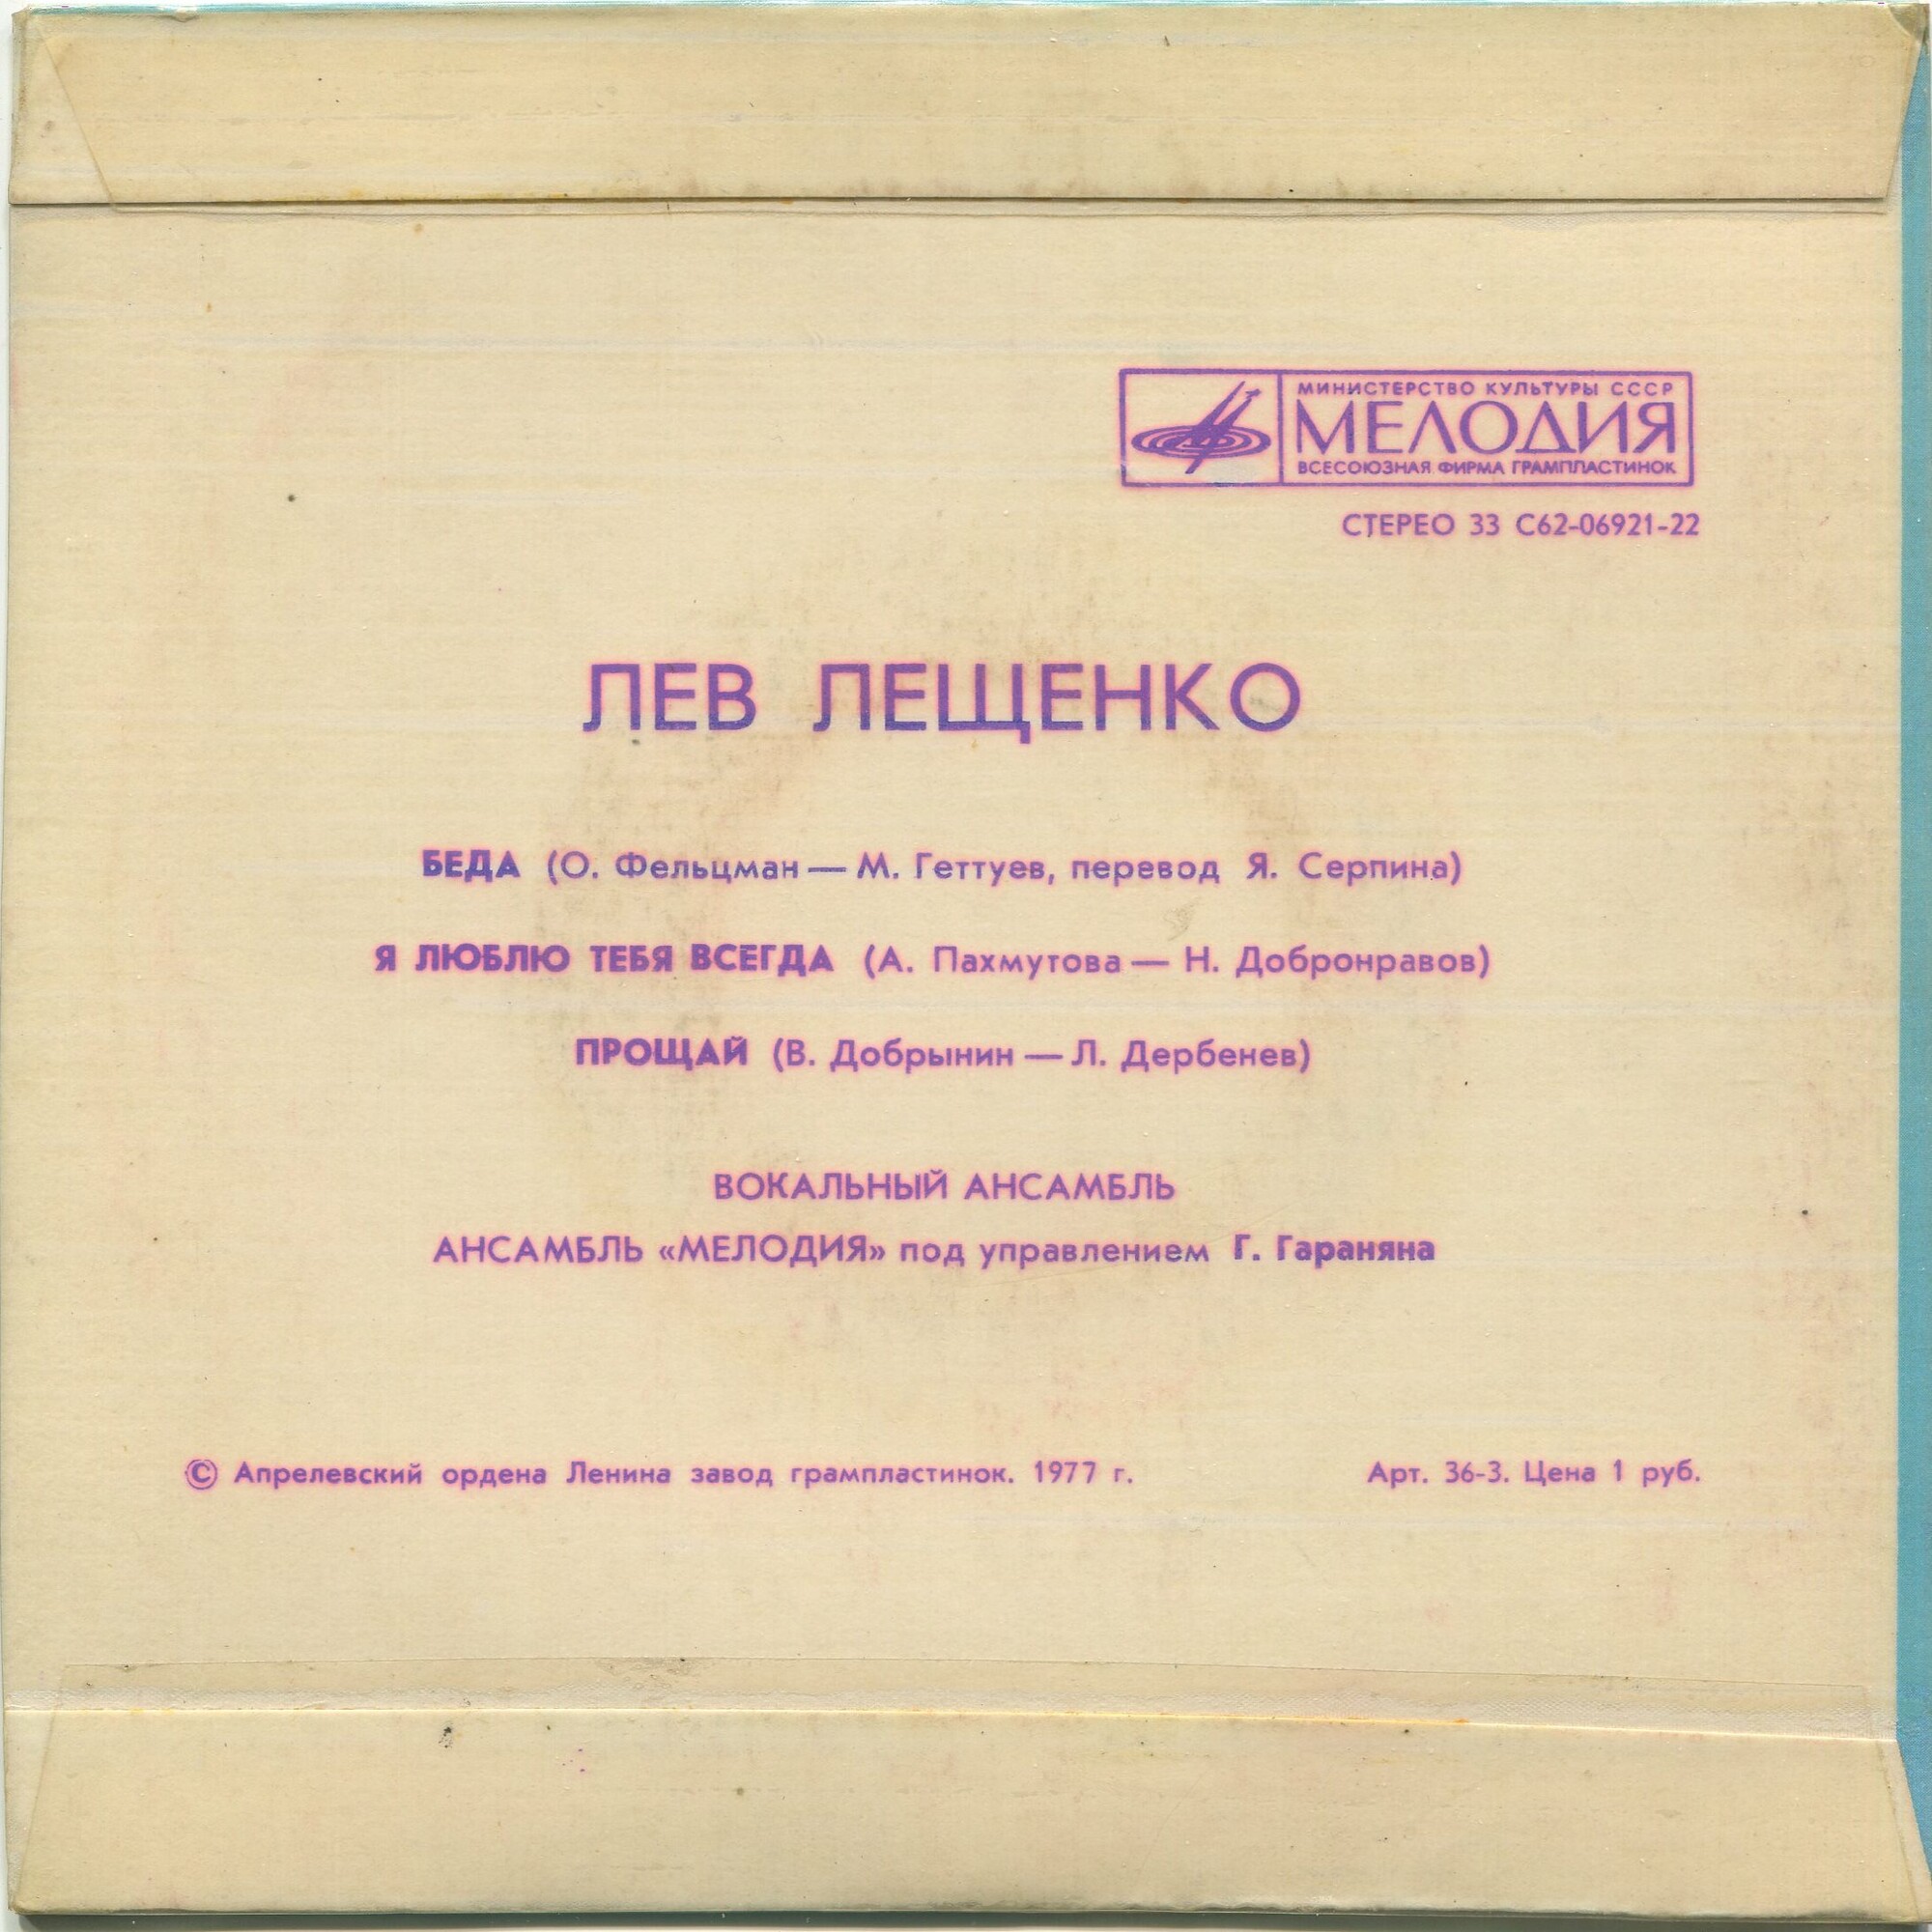 МИНИСТЕРСТВО КУЛЬТУРЫ СССР
МЕЛОДИЯ
ВСЕСОЮЗНАЯ ФИРМА ГРАМПЛАСТИНОК
СТЕРЕО 33 С62-06921-22
ЛЕВ ЛЕЩЕНКО
БЕДА (О. Фельцман — М. Геттуев, перевод Я. Серпина)
Я ЛЮБЛЮ ТЕБЯ ВСЕГДА (А. Пахмутова — Н. Добронравов)
ПРОЩАЙ (В. Добрынин — Л. Дербенев)
ВОКАЛЬНЫЙ АНСАМБЛЬ
АНСАМБЛЬ «МЕЛОДИЯ» под управлением Г. Гараняна
© Апрелевский ордена Ленина завод грампластинок. 1977 г. Арт. 36-3. Цена 1 руб.